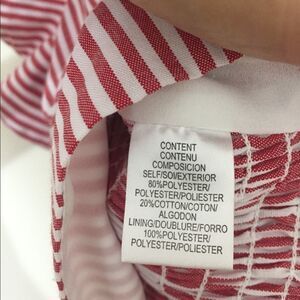 CONTENT
CONTENU
COMPOSICION
SELF/SOI/EXTERIOR
80%POLYESTER/
POLYESTER/POLIESTER
20%COTTON/COTON/
ALGODON
LINING/DOUBLURE/FORRO
100%POLYESTER/
POLYESTER/POLIESTER